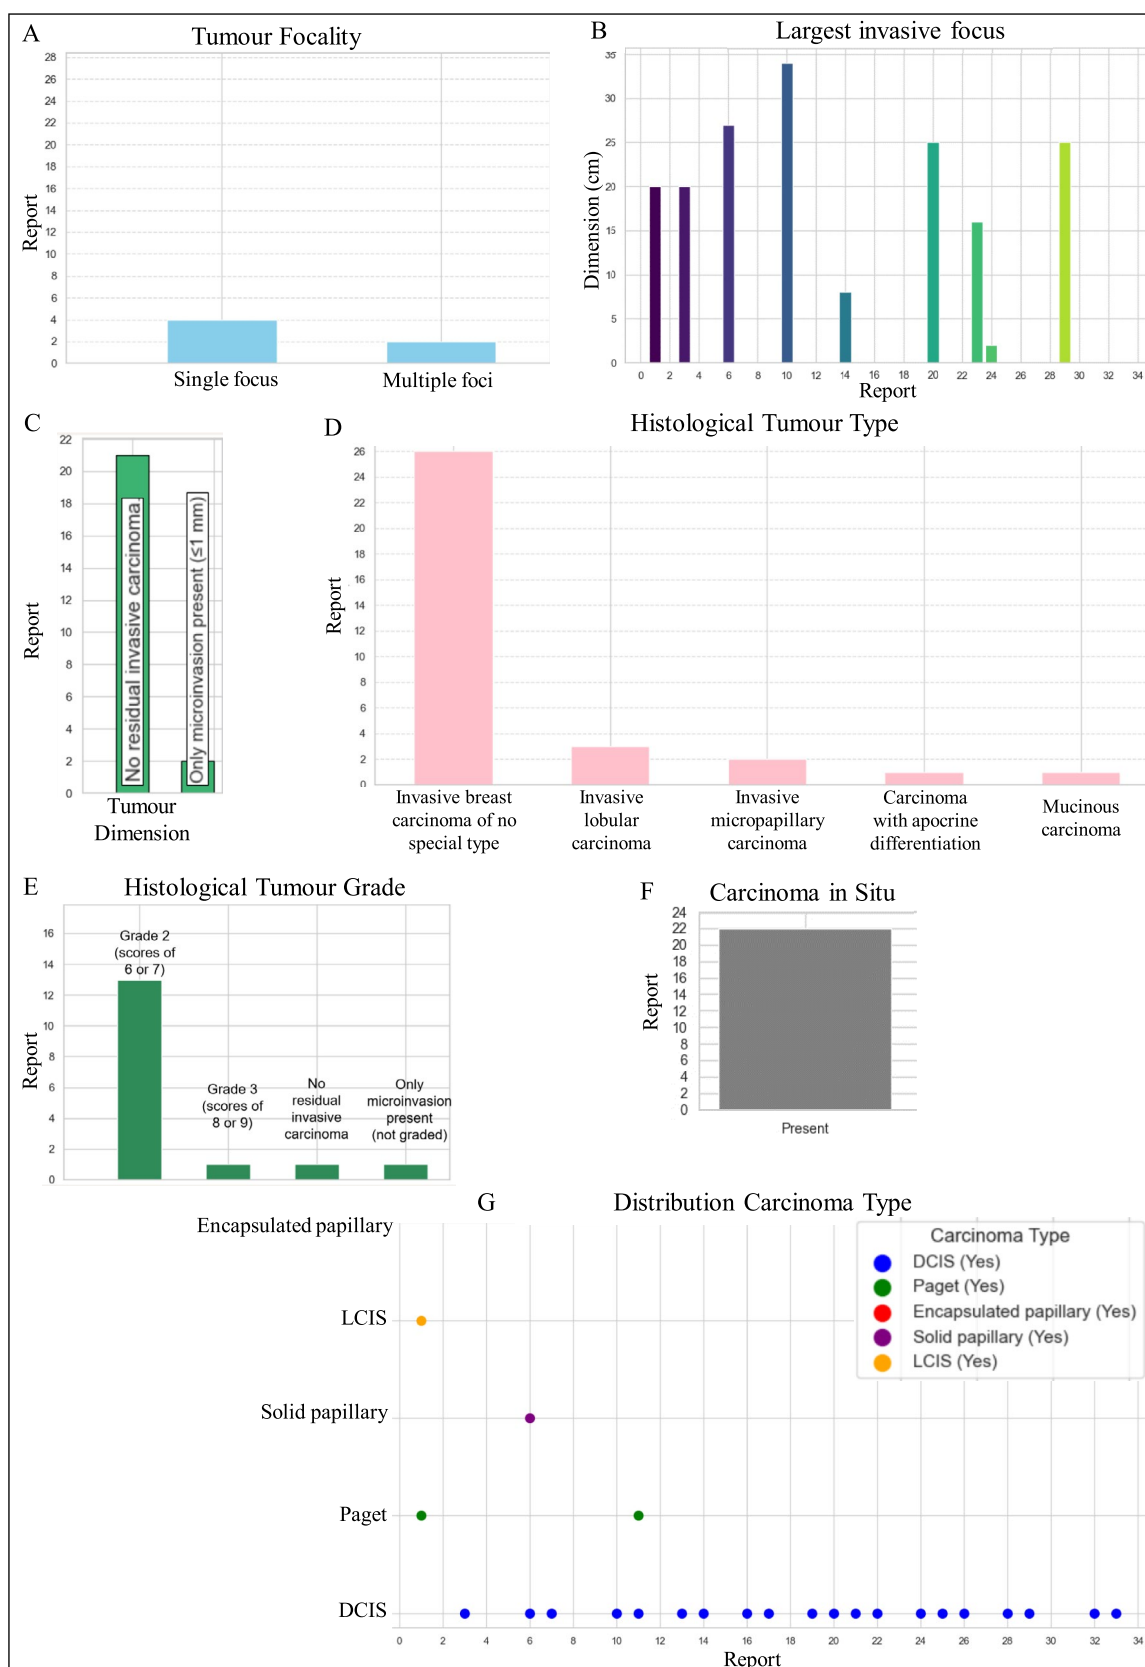 A
Tumour Focality
28
26
24
22
20
18
16
14
12
10
8
6
4
2
0
Report
Single focus
Multiple foci
B
Largest invasive focus
35
30
25
20
15
10
5
0
Dimension (cm)
0 2 4 6 8 10 12 14 16 18 20 22 24 26 28 30 32 34
Report
C
22
20
18
16
14
12
10
8
6
4
2
0
Report
No residual invasive carcinoma
Only microinvasion present (≤1 mm)
Tumour
Dimension
D
Histological Tumour Type
26
24
22
20
18
16
14
12
10
8
6
4
2
0
Report
Invasive breast
carcinoma of no
special type
Invasive
lobular
carcinoma
Invasive
micropapillary
carcinoma
Carcinoma
with apocrine
differentiation
Mucinous
carcinoma
E
Histological Tumour Grade
16
14
12
10
8
6
4
2
0
Report
Grade 2
(scores of
6 or 7)
Grade 3
(scores of
8 or 9)
No
residual
invasive
carcinoma
Only
microinvasion
present
(not graded)
F
Carcinoma in Situ
24
22
20
18
16
14
12
10
8
6
4
2
0
Report
Present
G
Distribution Carcinoma Type
Encapsulated papillary
LCIS
Solid papillary
Paget
DCIS
Carcinoma Type
DCIS (Yes)
Paget (Yes)
Encapsulated papillary (Yes)
Solid papillary (Yes)
LCIS (Yes)
0 2 4 6 8 10 12 14 16 18 20 22 24 26 28 30 32 34
Report